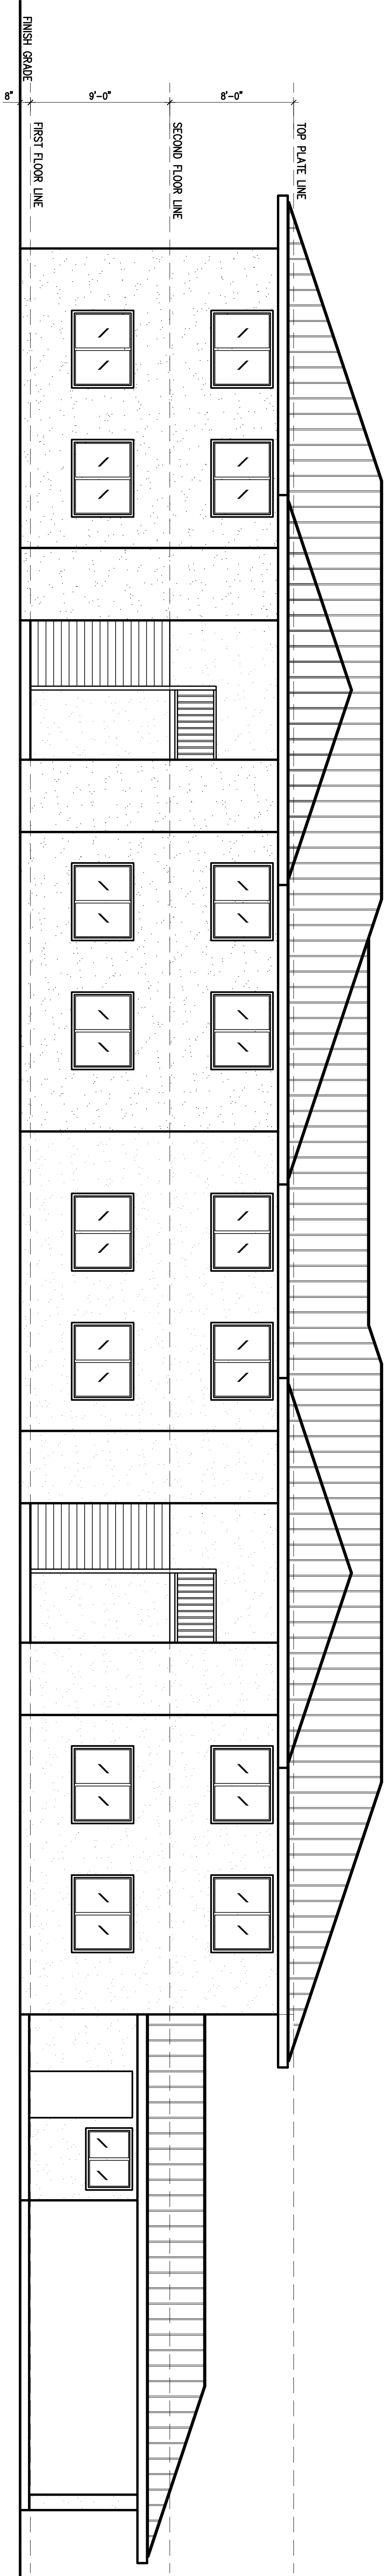 TOP PLATE LINE
8'-0"
SECOND FLOOR LINE
9'-0"
FIRST FLOOR LINE
8"
FINISH GRADE